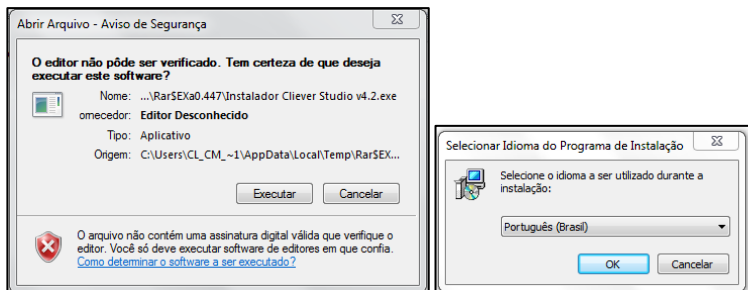 Abrir Arquivo - Aviso de Segurança
O editor não pôde ser verificado. Tem certeza de que deseja
executar este software?
Nome: ...\Rar$EXa0.447\Instalador Cliever Studio v4.2.exe
omecedor: Editor Desconhecido
Tipo: Aplicativo
Origem: C:\Users\CL_CM_~1\AppData\Local\Temp\Rar$EX...
Executar Cancelar
O arquivo não contém uma assinatura digital válida que verifique o
editor. Você só deve executar software de editores em que confia.
Como determinar o software a ser executado?
Selecionar Idioma do Programa de Instalação
Selecione o idioma a ser utilizado durante a
instalação:
Português (Brasil)
OK Cancelar